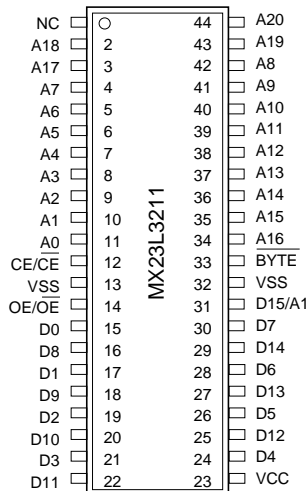 NC 44 A20
A18 2 43 A19
A17 3 42 A8
A7 4 41 A9
A6 5 40 A10
A5 6 39 A11
A4 7 38 A12
A3 8 37 A13
A2 9 36 A14
A1 10 35 A15
A0 11 34 A16
CE/CE 12 33 BYTE
VSS 13 32 VSS
OE/OE 14 31 D15/A1
D0 15 30 D7
D8 16 29 D14
D1 17 28 D6
D9 18 27 D13
D2 19 26 D5
D10 20 25 D12
D3 21 24 D4
D11 22 23 VCC
MX23L3211